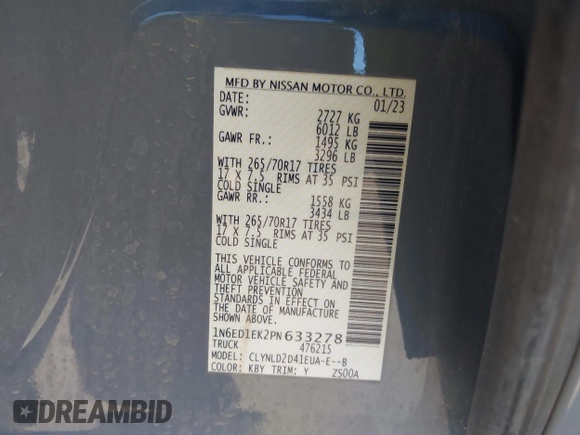 MFD BY NISSAN MOTOR CO., LTD.
DATE: 01/23
GVWR: 2727 KG
6012 LB
GAWR FR.: 1495 KG
3296 LB
WITH 265/70R17 TIRES
17 X 7.5 RIMS AT 35 PSI
COLD SINGLE
GAWR RR.: 1558 KG
3434 LB
WITH 265/70R17 TIRES
17 X 7.5 RIMS AT 35 PSI
COLD SINGLE
THIS VEHICLE CONFORMS TO
ALL APPLICABLE FEDERAL
MOTOR VEHICLE SAFETY AND
THEFT PREVENTION
STANDARDS IN EFFECT ON
THE DATE OF MANUFACTURE
SHOWN ABOVE.
1N6ED1EK2PN633278
TRUCK 476215
MODEL: CLYNLD2D41EUA-E--B
COLOR: KBY TRIM: Y ZS00A
DREAMBID